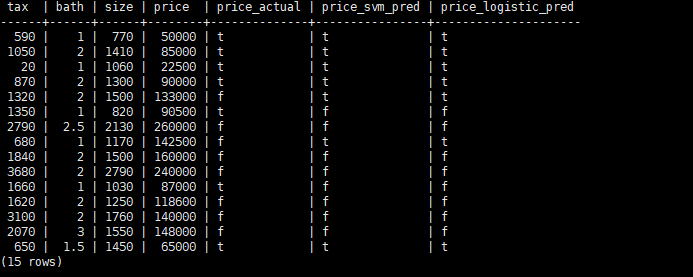 tax | bath | size | price | price_actual | price_svm_pred | price_logistic_pred
------+------+------+--------+--------------+----------------+---------------------
590 | 1 | 770 | 50000 | t | t | t
1050 | 2 | 1410 | 85000 | t | t | t
20 | 1 | 1060 | 22500 | t | t | t
870 | 2 | 1300 | 90000 | t | t | t
1320 | 2 | 1500 | 133000 | f | t | t
1350 | 1 | 820 | 90500 | t | f | f
2790 | 2.5 | 2130 | 260000 | f | f | f
680 | 1 | 1170 | 142500 | f | t | t
1840 | 2 | 1500 | 160000 | f | f | f
3680 | 2 | 2790 | 240000 | f | f | f
1660 | 1 | 1030 | 87000 | t | f | f
1620 | 2 | 1250 | 118600 | f | f | f
3100 | 2 | 1760 | 140000 | f | f | f
2070 | 3 | 1550 | 148000 | f | f | f
650 | 1.5 | 1450 | 65000 | t | t | t
(15 rows)